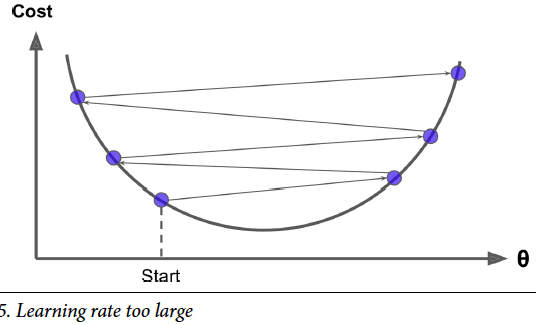 Cost
θ
Start
5. Learning rate too large